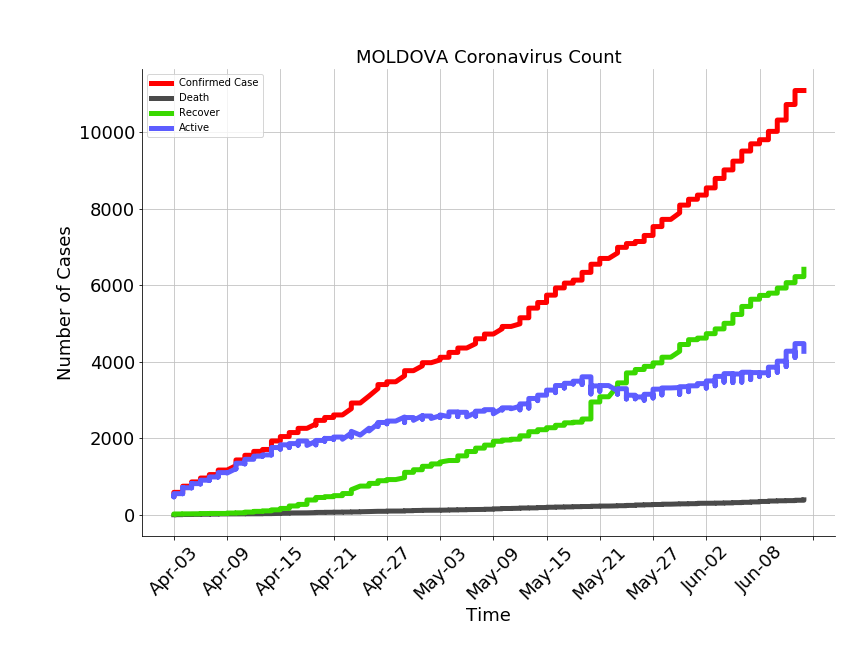 MOLDOVA Coronavirus Count
Confirmed Case
Death
Recover
Active
Number of Cases
10000
8000
6000
4000
2000
0
Apr-03
Apr-09
Apr-15
Apr-21
Apr-27
May-03
May-09
May-15
May-21
May-27
Jun-02
Jun-08
Time